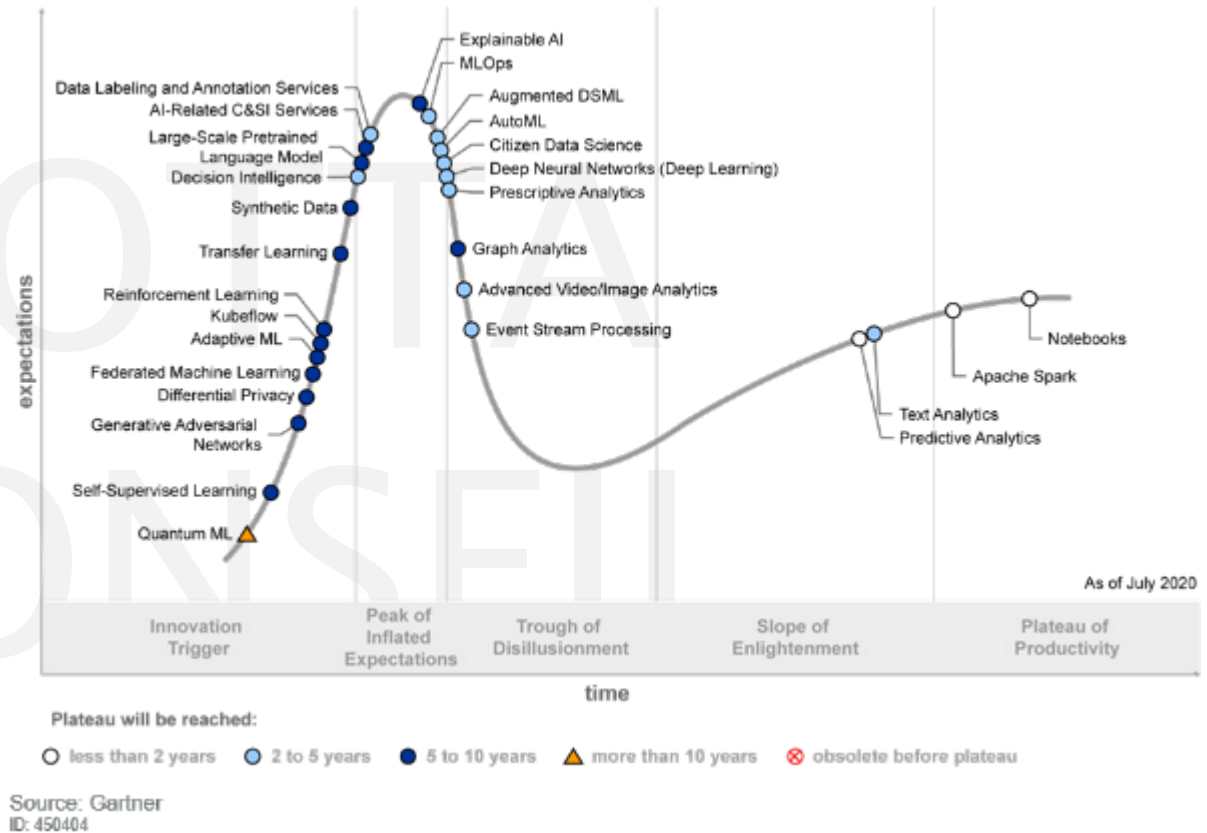 Explainable AI
MLOps
Data Labeling and Annotation Services
AI-Related C&SI Services
Large-Scale Pretrained
Language Model
Decision Intelligence
Synthetic Data
Transfer Learning
Reinforcement Learning
Kubeflow
Adaptive ML
Federated Machine Learning
Differential Privacy
Generative Adversarial
Networks
Self-Supervised Learning
Quantum ML
Augmented DSML
AutoML
Citizen Data Science
Deep Neural Networks (Deep Learning)
Prescriptive Analytics
Graph Analytics
Advanced Video/Image Analytics
Event Stream Processing
Notebooks
Apache Spark
Text Analytics
Predictive Analytics
expectations
As of July 2020
Innovation
Trigger
Peak of
Inflated
Expectations
Trough of
Disillusionment
Slope of
Enlightenment
Plateau of
Productivity
time
Plateau will be reached:
less than 2 years
2 to 5 years
5 to 10 years
more than 10 years
obsolete before plateau
Source: Gartner
ID: 450404